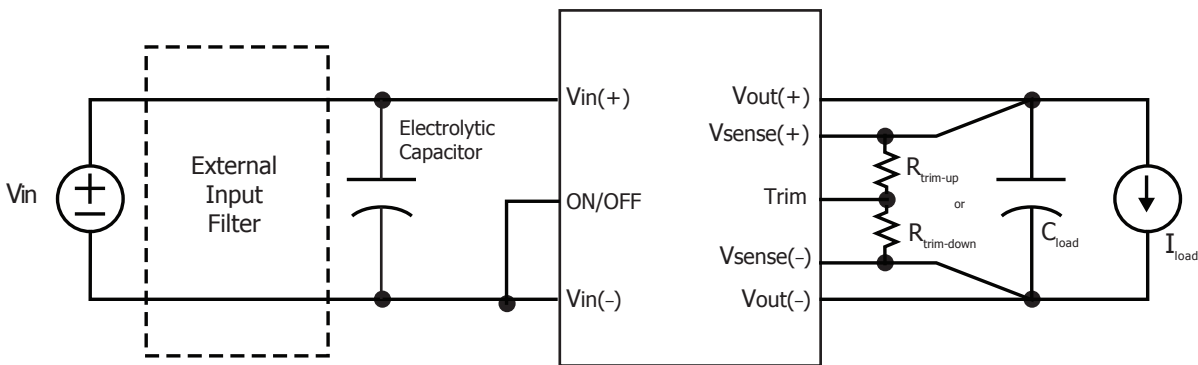 Vin
External
Input
Filter
Electrolytic
Capacitor
Vin(+)
ON/OFF
Vin(–)
Vout(+)
Vsense(+)
Trim
Vsense(–)
Vout(–)
Rtrim-up
or
Rtrim-down
Cload
Iload